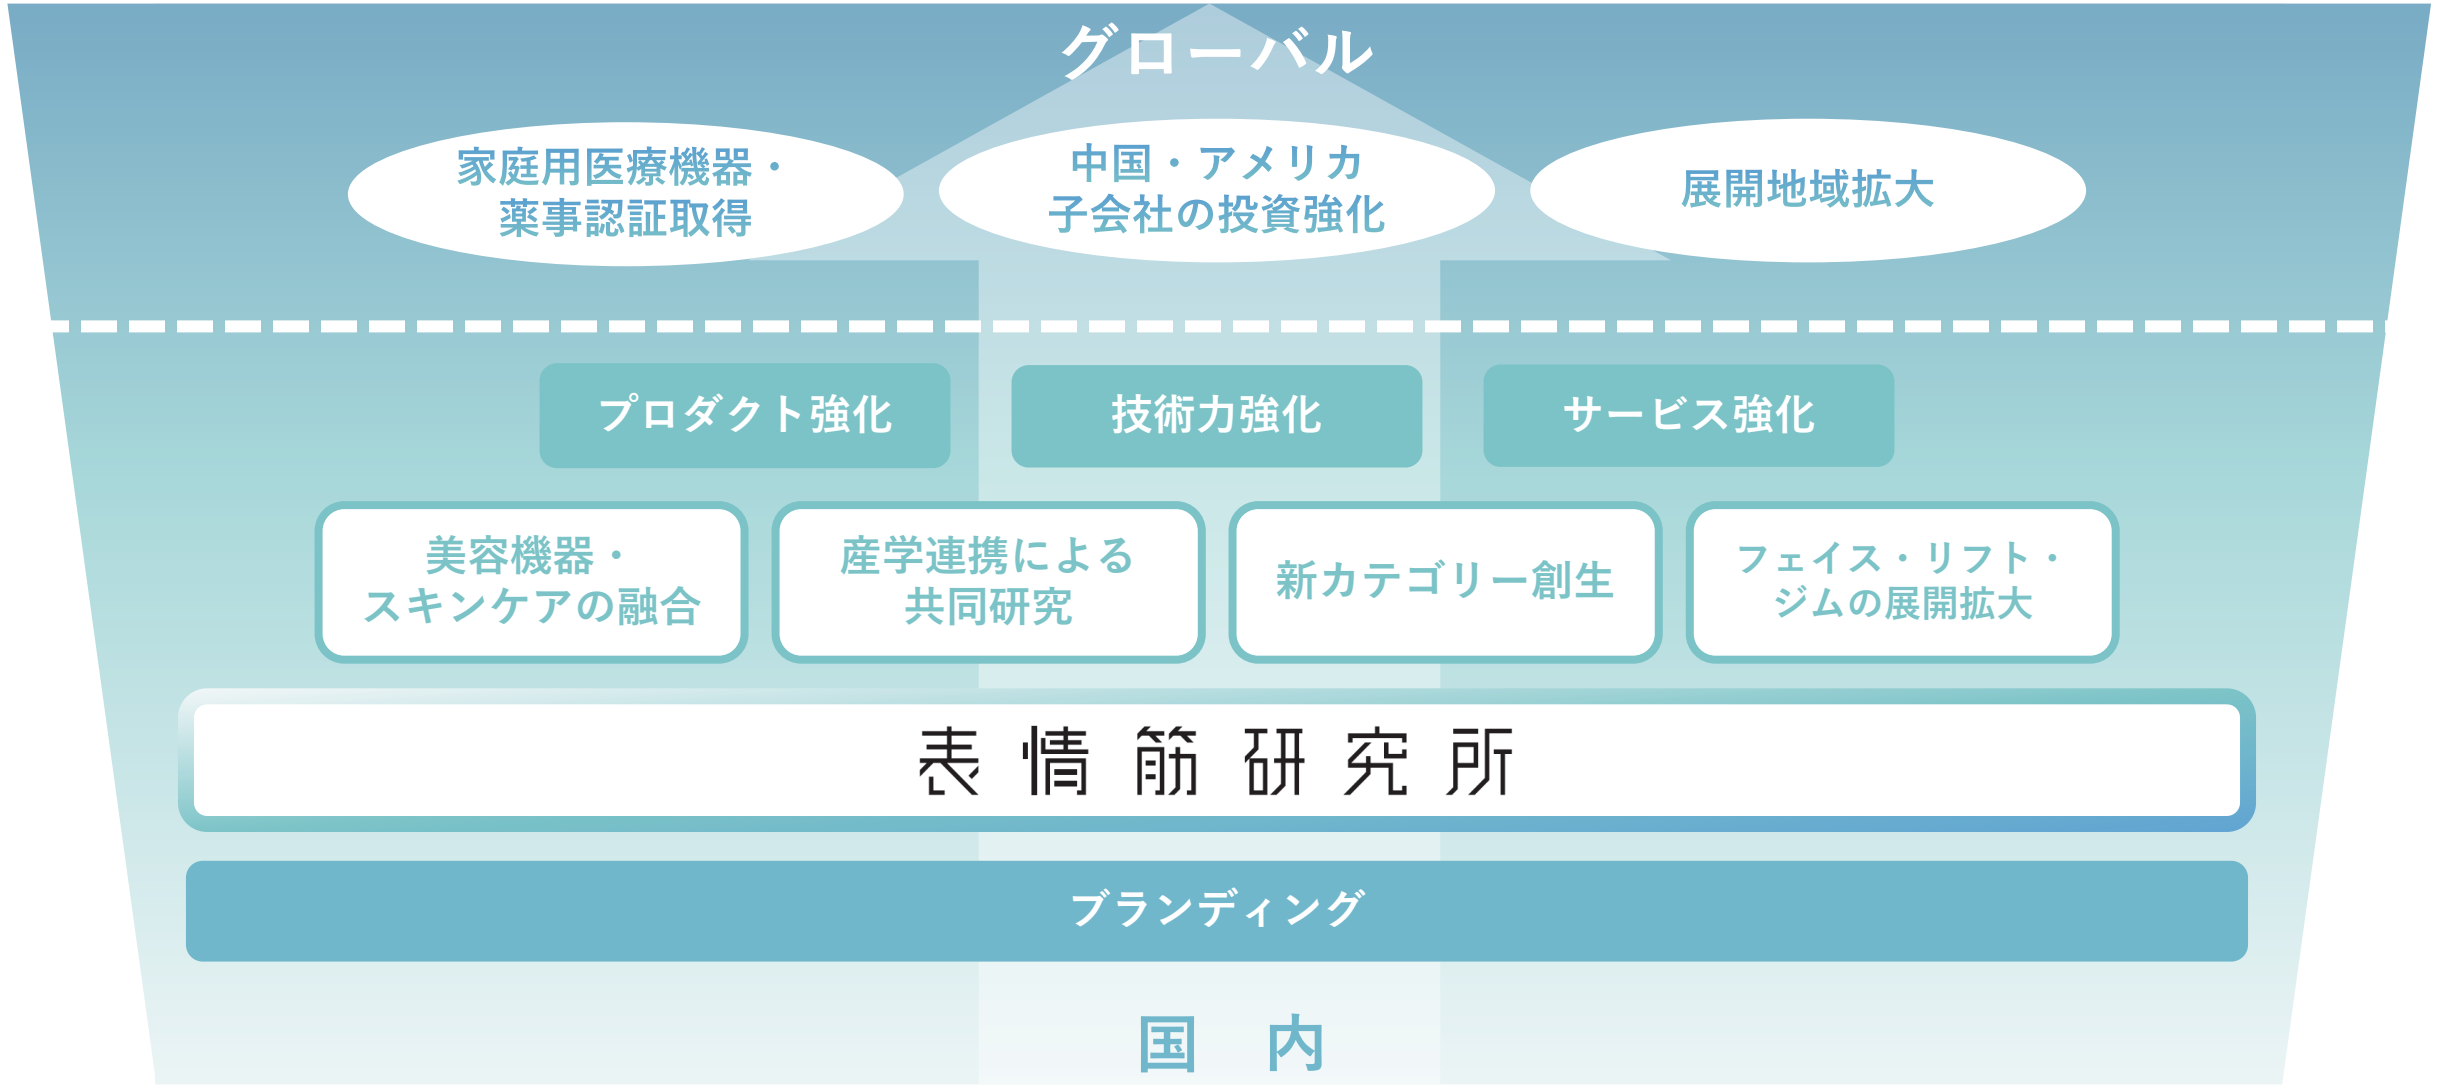 グローバル
家庭用医療機器・
薬事認証取得
中国・アメリカ
子会社の投資強化
展開地域拡大
プロダクト強化
技術力強化
サービス強化
美容機器・
スキンケアの融合
産学連携による
共同研究
新カテゴリー創生
フェイス・リフト・
ジムの展開拡大
表情筋研究所
ブランディング
国内